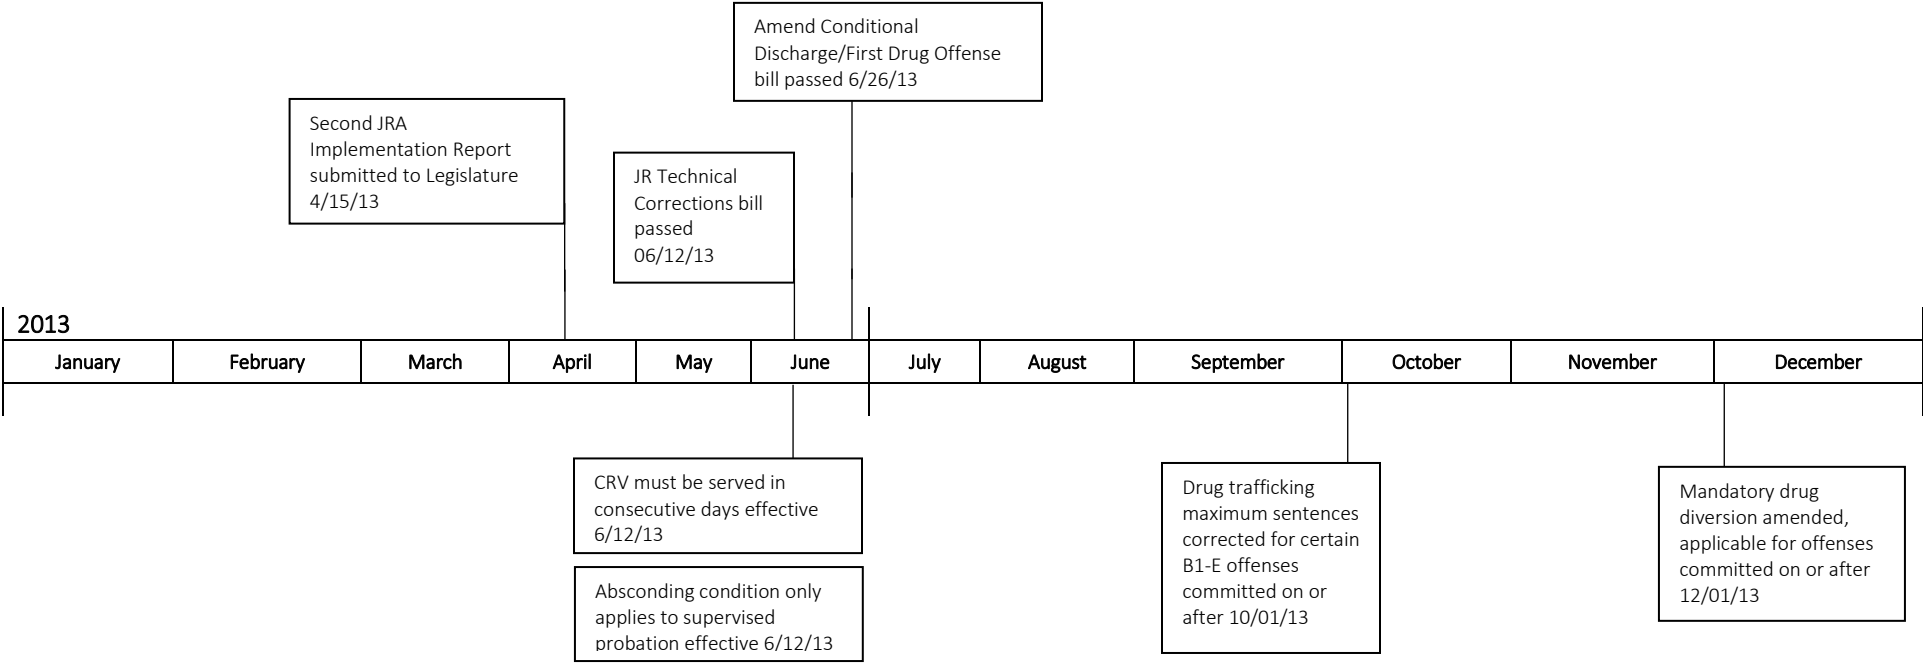 Amend Conditional
Discharge/First Drug Offense
bill passed 6/26/13
Second JRA
Implementation Report
submitted to Legislature
4/15/13
JR Technical
Corrections bill
passed
06/12/13
2013
January February March April May June July August September October November December
CRV must be served in
consecutive days effective
6/12/13
Absconding condition only
applies to supervised
probation effective 6/12/13
Drug trafficking
maximum sentences
corrected for certain
B1-E offenses
committed on or
after 10/01/13
Mandatory drug
diversion amended,
applicable for offenses
committed on or after
12/01/13